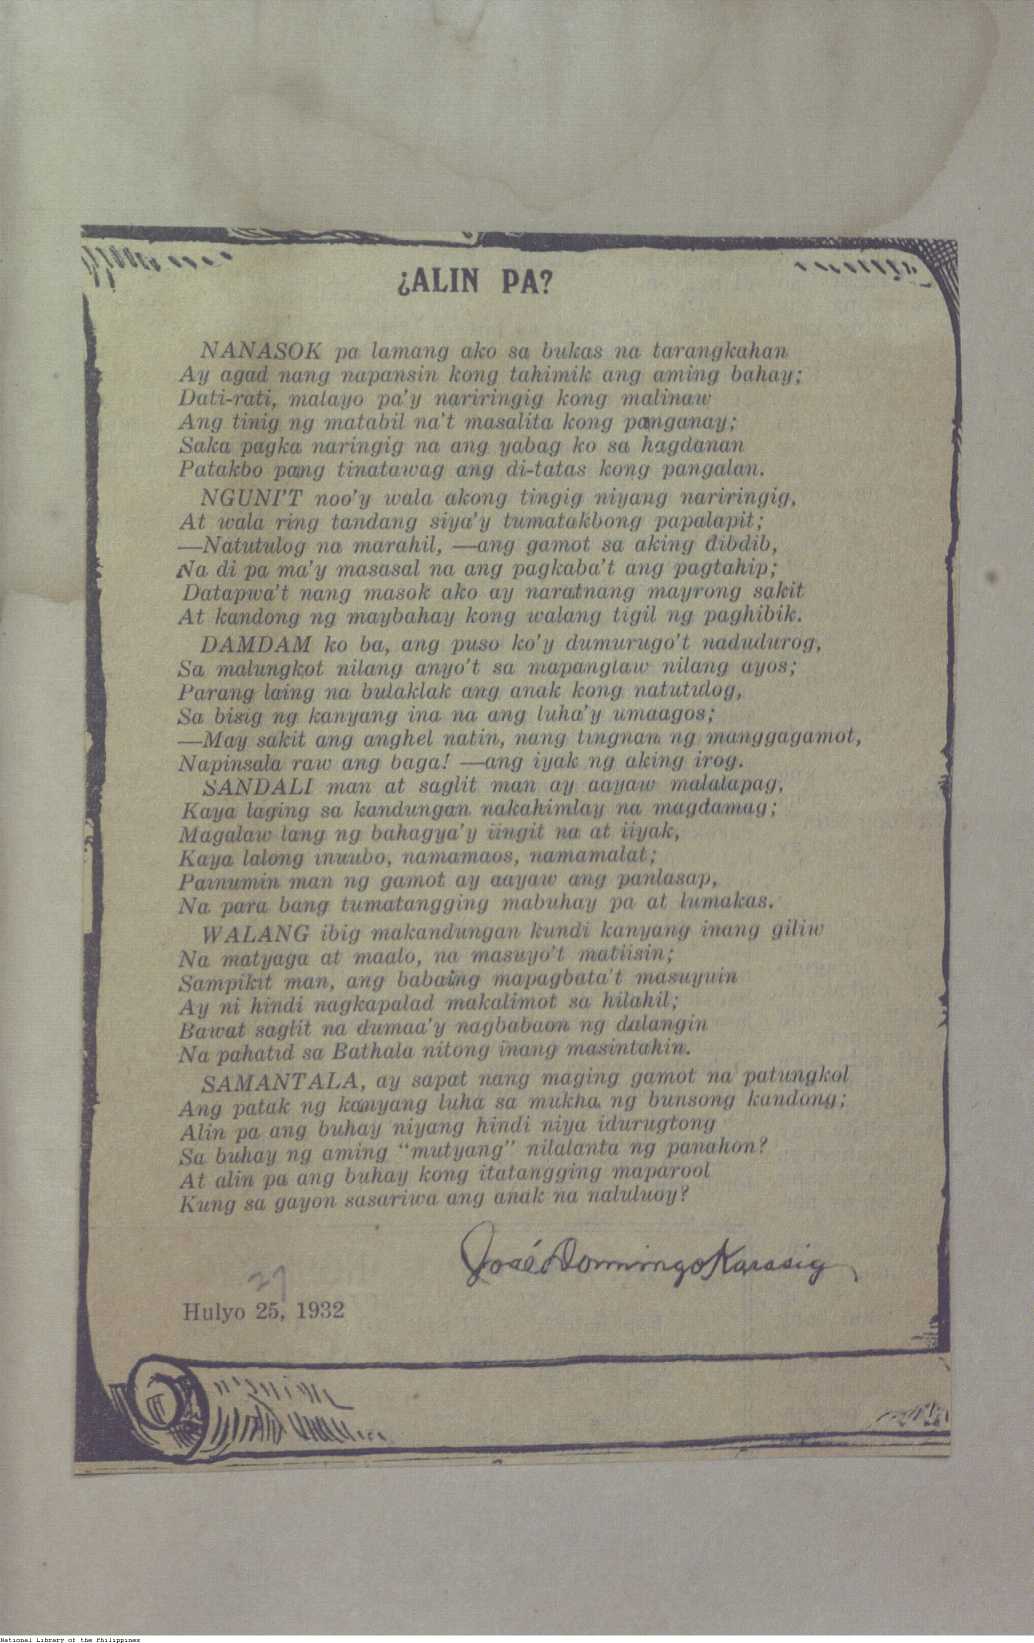 ¿ALIN PA?
NANASOK pa lamang ako sa bukas na tarangkahan
Ay agad nang napansin kong tahimik ang aming bahay;
Dati-rati, malayo pa'y nariringig kong malinaw
Ang tinig ng matabil na't masalita kong panganay;
Saka pagka naringig na ang yabag ko sa hagdanan
Patakbo pang tinatawag ang di-tatas kong pangalan.
NGUNI'T noo'y wala akong tingig niyang nariringig,
At wala ring tandang siya'y tumatakbong papalapit;
—Natutulog na marahil, —ang gamot sa aking dibdib,
Na di pa ma'y masasal na ang pagkaba't ang pagtahip;
Datapwa't nang masok ako ay naratnang mayrong sakit
At kandong ng maybahay kong walang tigil ng paghibik.
DAMDAM ko ba, ang puso ko'y dumurugo't nadudurog,
Sa malungkot nilang anyo't sa mapanglaw nilang ayos;
Parang laing na bulaklak ang anak kong natutulog,
Sa bisig ng kanyang ina na ang luha'y umaagos;
—May sakit ang anghel natin, nang tingnan ng manggagamot,
Napinsala raw ang baga! —ang iyak ng aking irog.
SANDALI man at saglit man ay aayaw malalapag,
Kaya laging sa kandungan nakahimlay na magdamag;
Magalaw lang ng bahagya'y iingit na at iiyak,
Kaya lalong inuubo, namamaos, namamalat;
Painumin man ng gamot ay aayaw ang panlasap,
Na para bang tumatangging mabuhay pa at lumakas.
WALANG ibig makandungan kundi kanyang inang giliw
Na matyaga at maalo, na masuyo't matiisin;
Sampikit man, ang babaing mapagbata't masuyuin
Ay ni hindi nagkapalad makalimot sa hilahil;
Bawat saglit na dumaa'y nagbabaon ng dalangin
Na pahatid sa Bathala nitong inang masintahin.
SAMANTALA, ay sapat nang maging gamot na patungkol
Ang patak ng kanyang luha sa mukha ng bunsong kandong;
Alin pa ang buhay niyang hindi niya idurugtong
Sa buhay ng aming "mutyang" nilalanta ng panahon?
At alin pa ang buhay kong itatangging maparool
Kung sa gayon sasariwa ang anak na naluluoy?
José Domingo Karasig
27
Hulyo 25, 1932
National Library of the Philippines